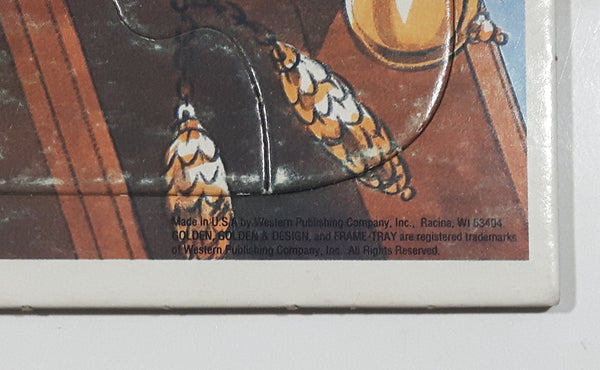 Made in U.S.A by Western Publishing Company, Inc., Racine, WI 53404
GOLDEN, GOLDEN & DESIGN, and FRAME-TRAY are registered trademarks
of Western Publishing Company, Inc. All Rights Reserved.